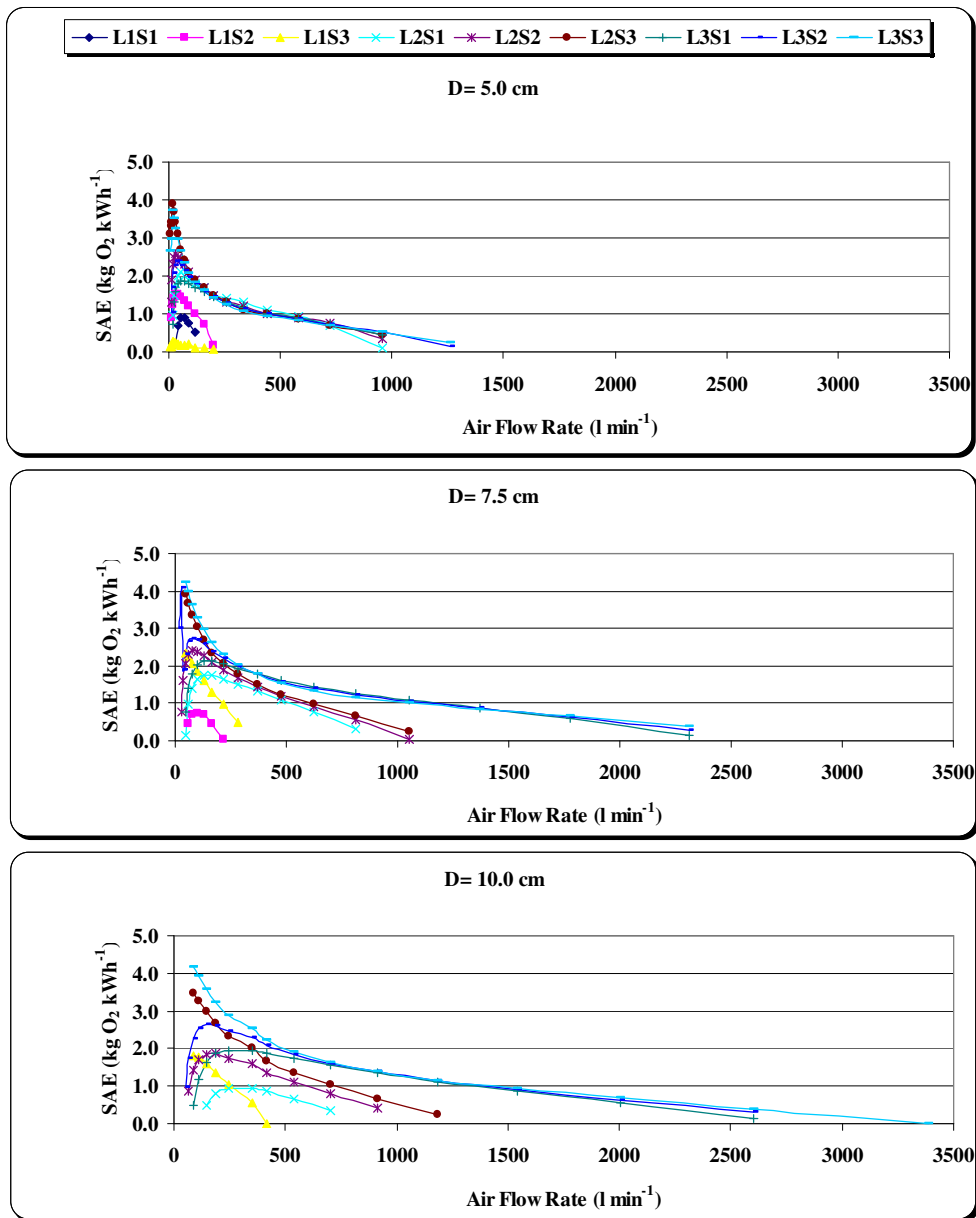 L1S1 L1S2 L1S3 L2S1 L2S2 L2S3 L3S1 L3S2 L3S3
D= 5.0 cm
SAE (kg O₂ kWh⁻¹)
5.0
4.0
3.0
2.0
1.0
0.0
0 500 1000 1500 2000 2500 3000 3500
Air Flow Rate (l min⁻¹)
D= 7.5 cm
SAE (kg O₂ kWh⁻¹)
5.0
4.0
3.0
2.0
1.0
0.0
0 500 1000 1500 2000 2500 3000 3500
Air Flow Rate (l min⁻¹)
D= 10.0 cm
SAE (kg O₂ kWh⁻¹)
5.0
4.0
3.0
2.0
1.0
0.0
0 500 1000 1500 2000 2500 3000 3500
Air Flow Rate (l min⁻¹)